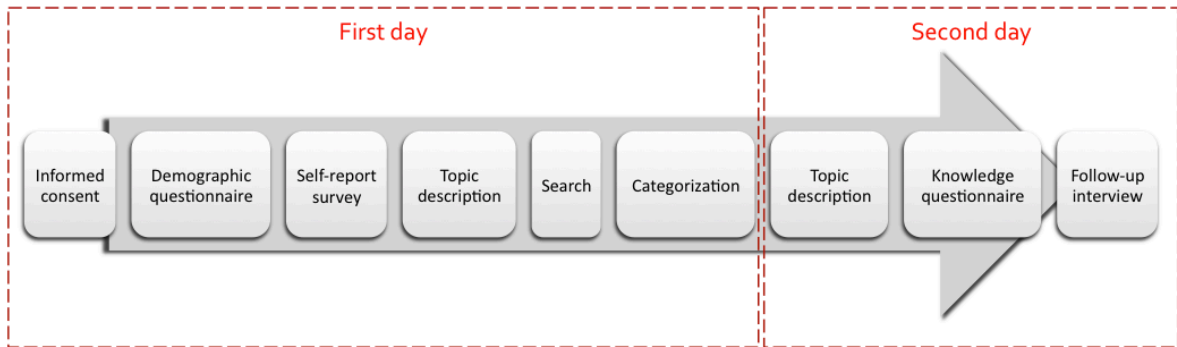 First day
Second day
Informed
consent
Demographic
questionnaire
Self-report
survey
Topic
description
Search
Categorization
Topic
description
Knowledge
questionnaire
Follow-up
interview